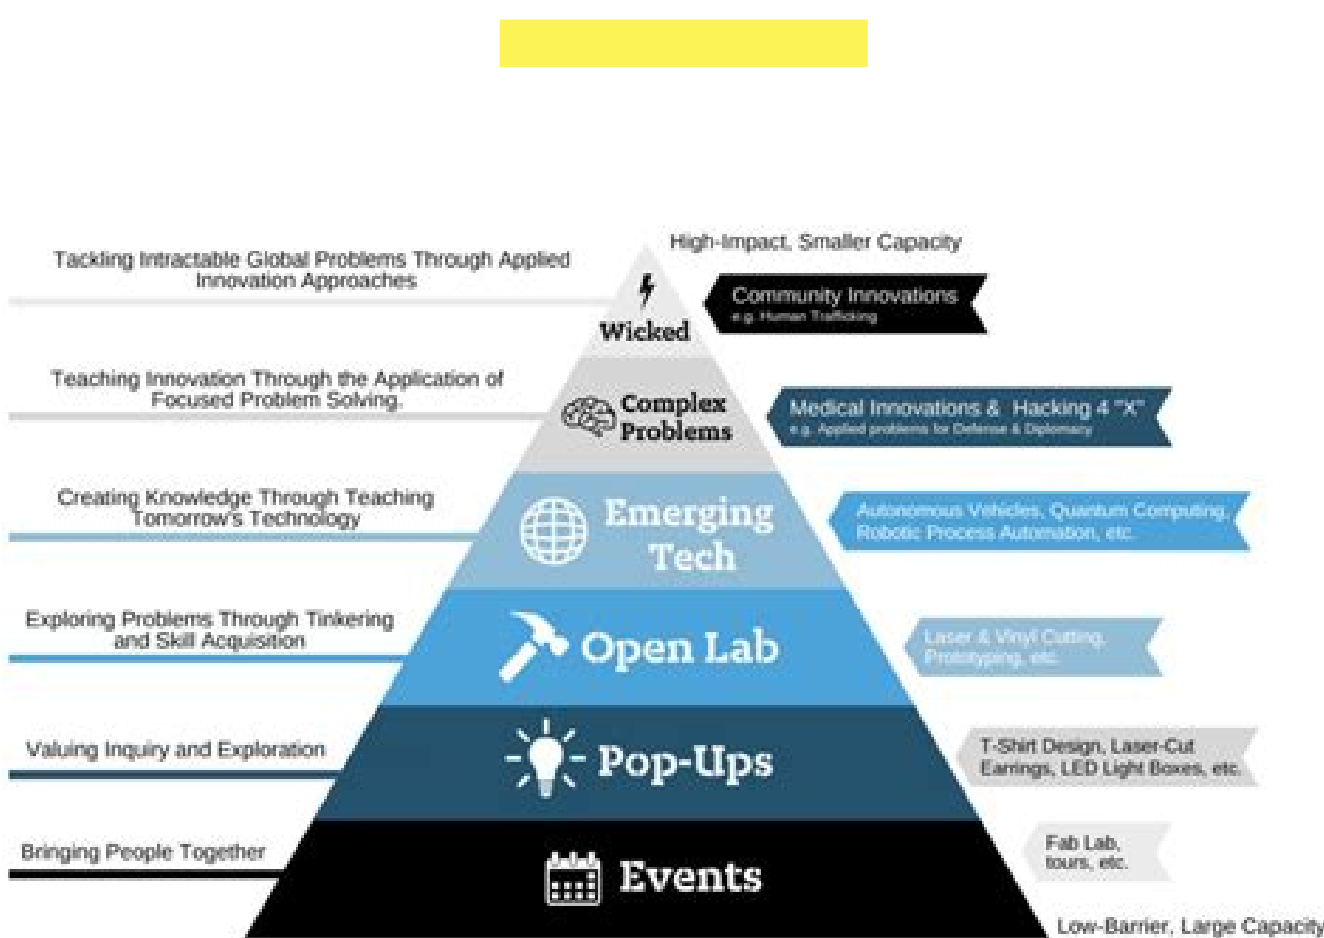 High-Impact, Smaller Capacity
Tackling Intractable Global Problems Through Applied
Innovation Approaches
Wicked
Community Innovations
e.g. Human Trafficking
Teaching Innovation Through the Application of
Focused Problem Solving.
Complex
Problems
Medical Innovations & Hacking 4 "X"
e.g. Applied problems for Defense & Diplomacy
Creating Knowledge Through Teaching
Tomorrow's Technology
Emerging
Tech
Autonomous Vehicles, Quantum Computing,
Robotic Process Automation, etc.
Exploring Problems Through Tinkering
and Skill Acquisition
Open Lab
Laser & Vinyl Cutting,
Prototyping, etc.
Valuing Inquiry and Exploration
Pop-Ups
T-Shirt Design, Laser-Cut
Earrings, LED Light Boxes, etc.
Bringing People Together
Events
Fab Lab,
tours, etc.
Low-Barrier, Large Capacity